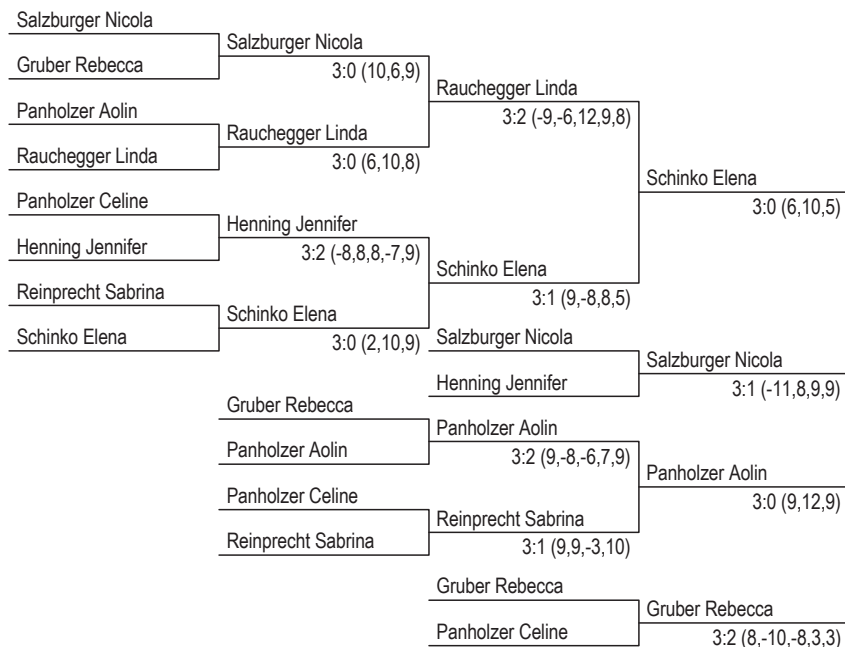 Salzburger Nicola
Gruber Rebecca
Panholzer Aolin
Rauchegger Linda
Panholzer Celine
Henning Jennifer
Reinprecht Sabrina
Schinko Elena
Salzburger Nicola
3:0 (10,6,9)
Rauchegger Linda
3:0 (6,10,8)
Henning Jennifer
3:2 (-8,8,8,-7,9)
Schinko Elena
3:0 (2,10,9)
Rauchegger Linda
3:2 (-9,-6,12,9,8)
Schinko Elena
3:1 (9,-8,8,5)
Schinko Elena
3:0 (6,10,5)
Salzburger Nicola
Henning Jennifer
Salzburger Nicola
3:1 (-11,8,9,9)
Gruber Rebecca
Panholzer Aolin
Panholzer Celine
Reinprecht Sabrina
Panholzer Aolin
3:2 (9,-8,-6,7,9)
Reinprecht Sabrina
3:1 (9,9,-3,10)
Panholzer Aolin
3:0 (9,12,9)
Gruber Rebecca
Panholzer Celine
Gruber Rebecca
3:2 (8,-10,-8,3,3)